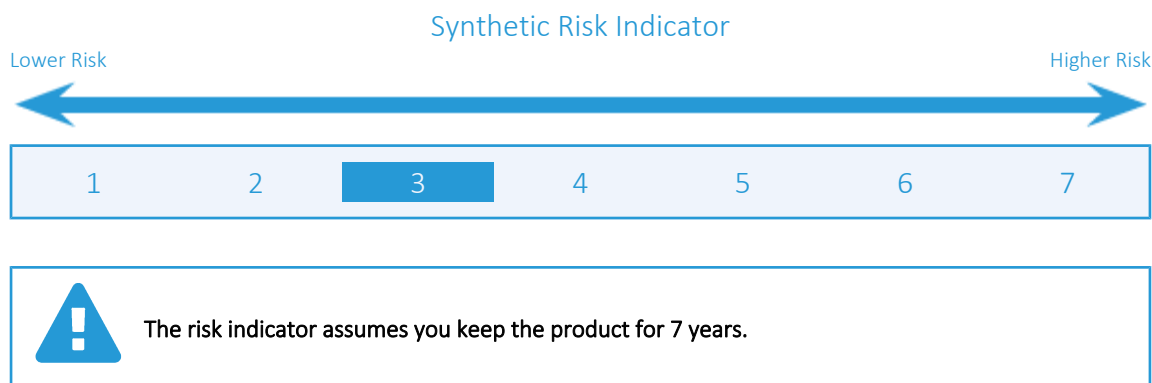 Synthetic Risk Indicator
Lower Risk Higher Risk
1 2 3 4 5 6 7
The risk indicator assumes you keep the product for 7 years.